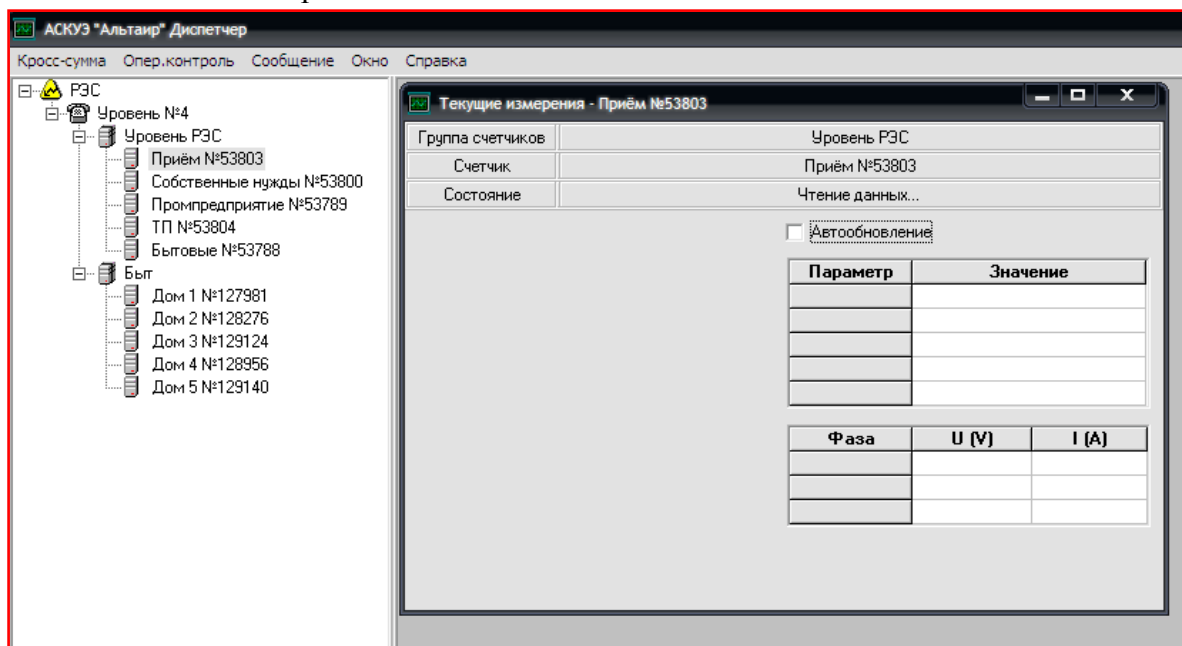 АСКУЭ "Альтаир" Диспетчер
Кросс-сумма Опер.контроль Сообщение Окно Справка
РЭС
Уровень №4
Уровень РЭС
Приём №53803
Собственные нужды №53800
Промпредприятие №53789
ТП №53804
Бытовые №53788
Быт
Дом 1 №127981
Дом 2 №128276
Дом 3 №129124
Дом 4 №128956
Дом 5 №129140
Текущие измерения - Приём №53803
Группа счетчиков Уровень РЭС
Счетчик Приём №53803
Состояние Чтение данных...
Автообновление
Параметр Значение
Фаза U (V) I (A)